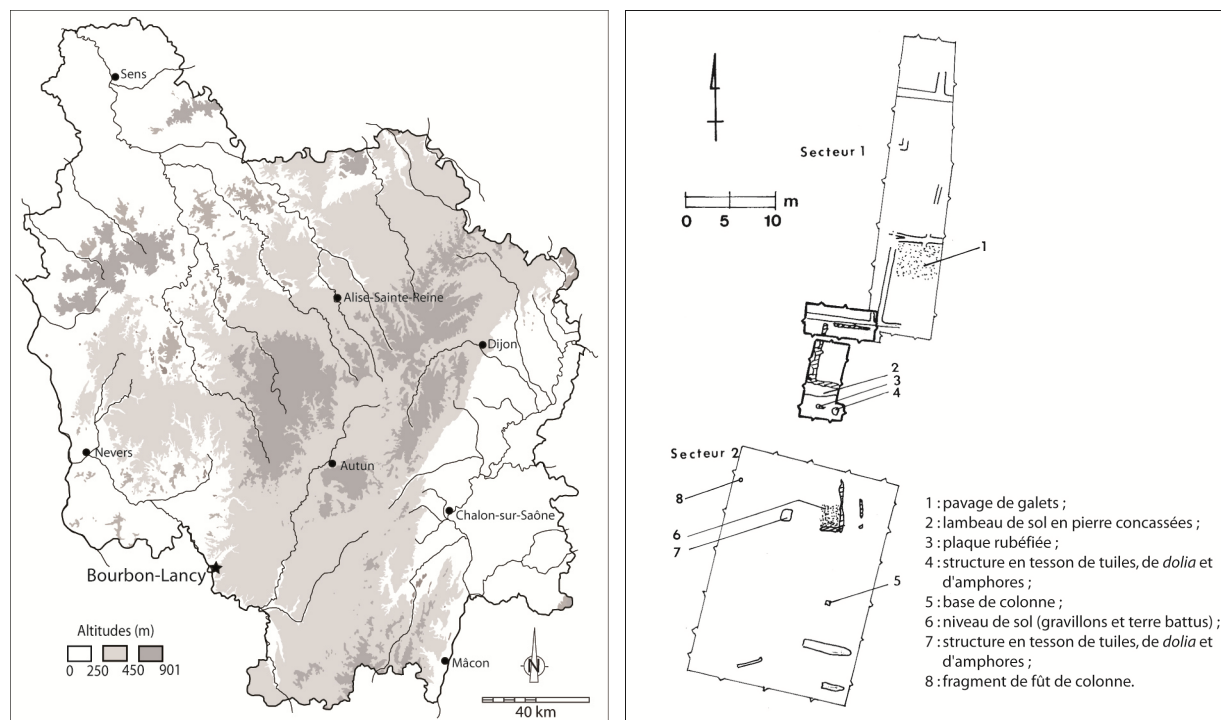 Sens
Alise-Sainte-Reine
Dijon
Nevers
Autun
Chalon-sur-Saône
Bourbon-Lancy
Altitudes (m)
0 250 450 901
Mâcon
N
40 km
Secteur 1
m
0 5 10
1
2
3
4
Secteur 2
8
6
7
5
1 : pavage de galets ;
2 : lambeau de sol en pierre concassées ;
3 : plaque rubéfiée ;
4 : structure en tesson de tuiles, de dolia et
d'amphores ;
5 : base de colonne ;
6 : niveau de sol (gravillons et terre battus) ;
7 : structure en tesson de tuiles, de dolia et
d'amphores ;
8 : fragment de fût de colonne.